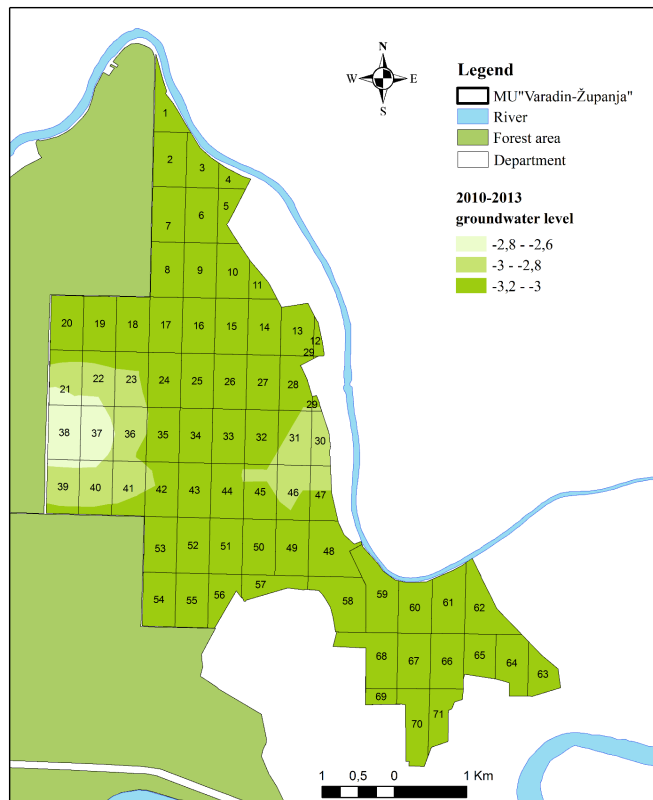 N
W E
S
Legend
MU"Varadin-Županja"
River
Forest area
Department
2010-2013
groundwater level
-2,8 - -2,6
-3 - -2,8
-3,2 - -3
1
2 3
4
5
6
7
8 9 10
11
20 19 18 17 16 15 14 13
12
29
21 22 23 24 25 26 27 28
29
38 37 36 35 34 33 32 31 30
39 40 41 42 43 44 45 46 47
53 52 51 50 49 48
54 55 56 57 58
59 60 61 62
68 67 66 65 64 63
69
70 71
1 0,5 0 1 Km